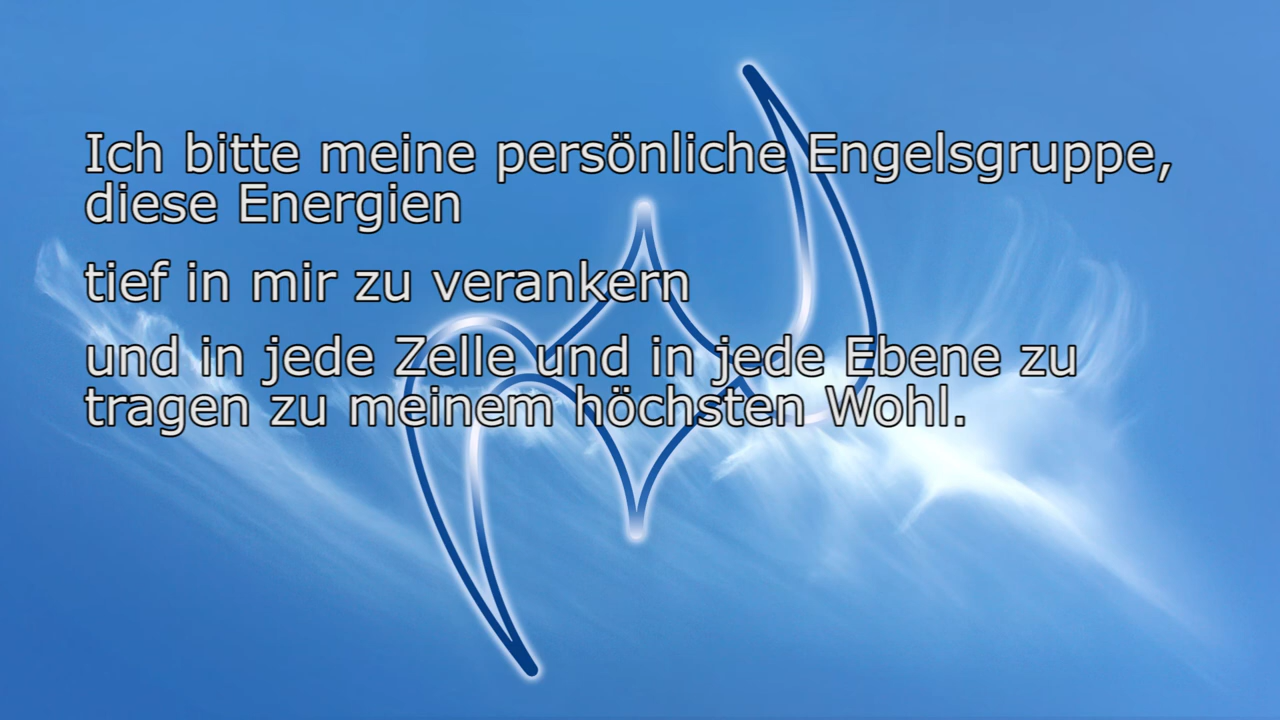 Ich bitte meine persönliche Engelsgruppe,
diese Energien
tief in mir zu verankern
und in jede Zelle und in jede Ebene zu
tragen zu meinem höchsten Wohl.